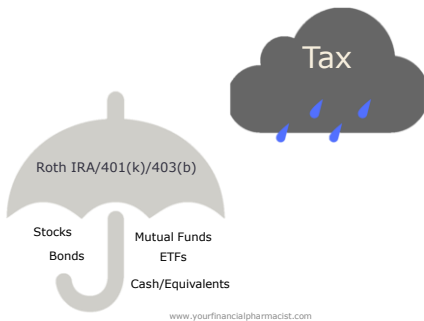 Tax
Roth IRA/401(k)/403(b)
Stocks
Mutual Funds
Bonds
ETFs
Cash/Equivalents
www.yourfinancialpharmacist.com